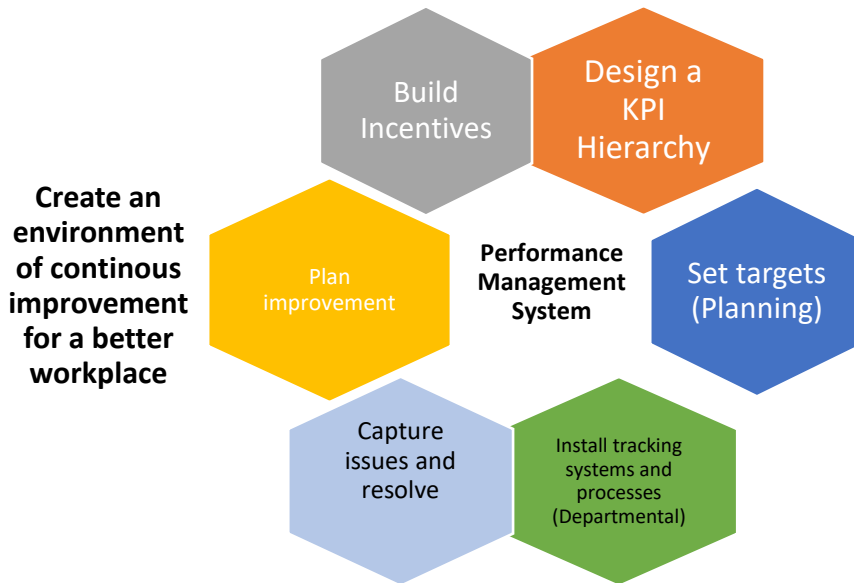 Build
Incentives
Design a
KPI
Hierarchy
Create an
environment
of continous
improvement
for a better
workplace
Plan
improvement
Performance
Management
System
Set targets
(Planning)
Capture
issues and
resolve
Install tracking
systems and
processes
(Departmental)